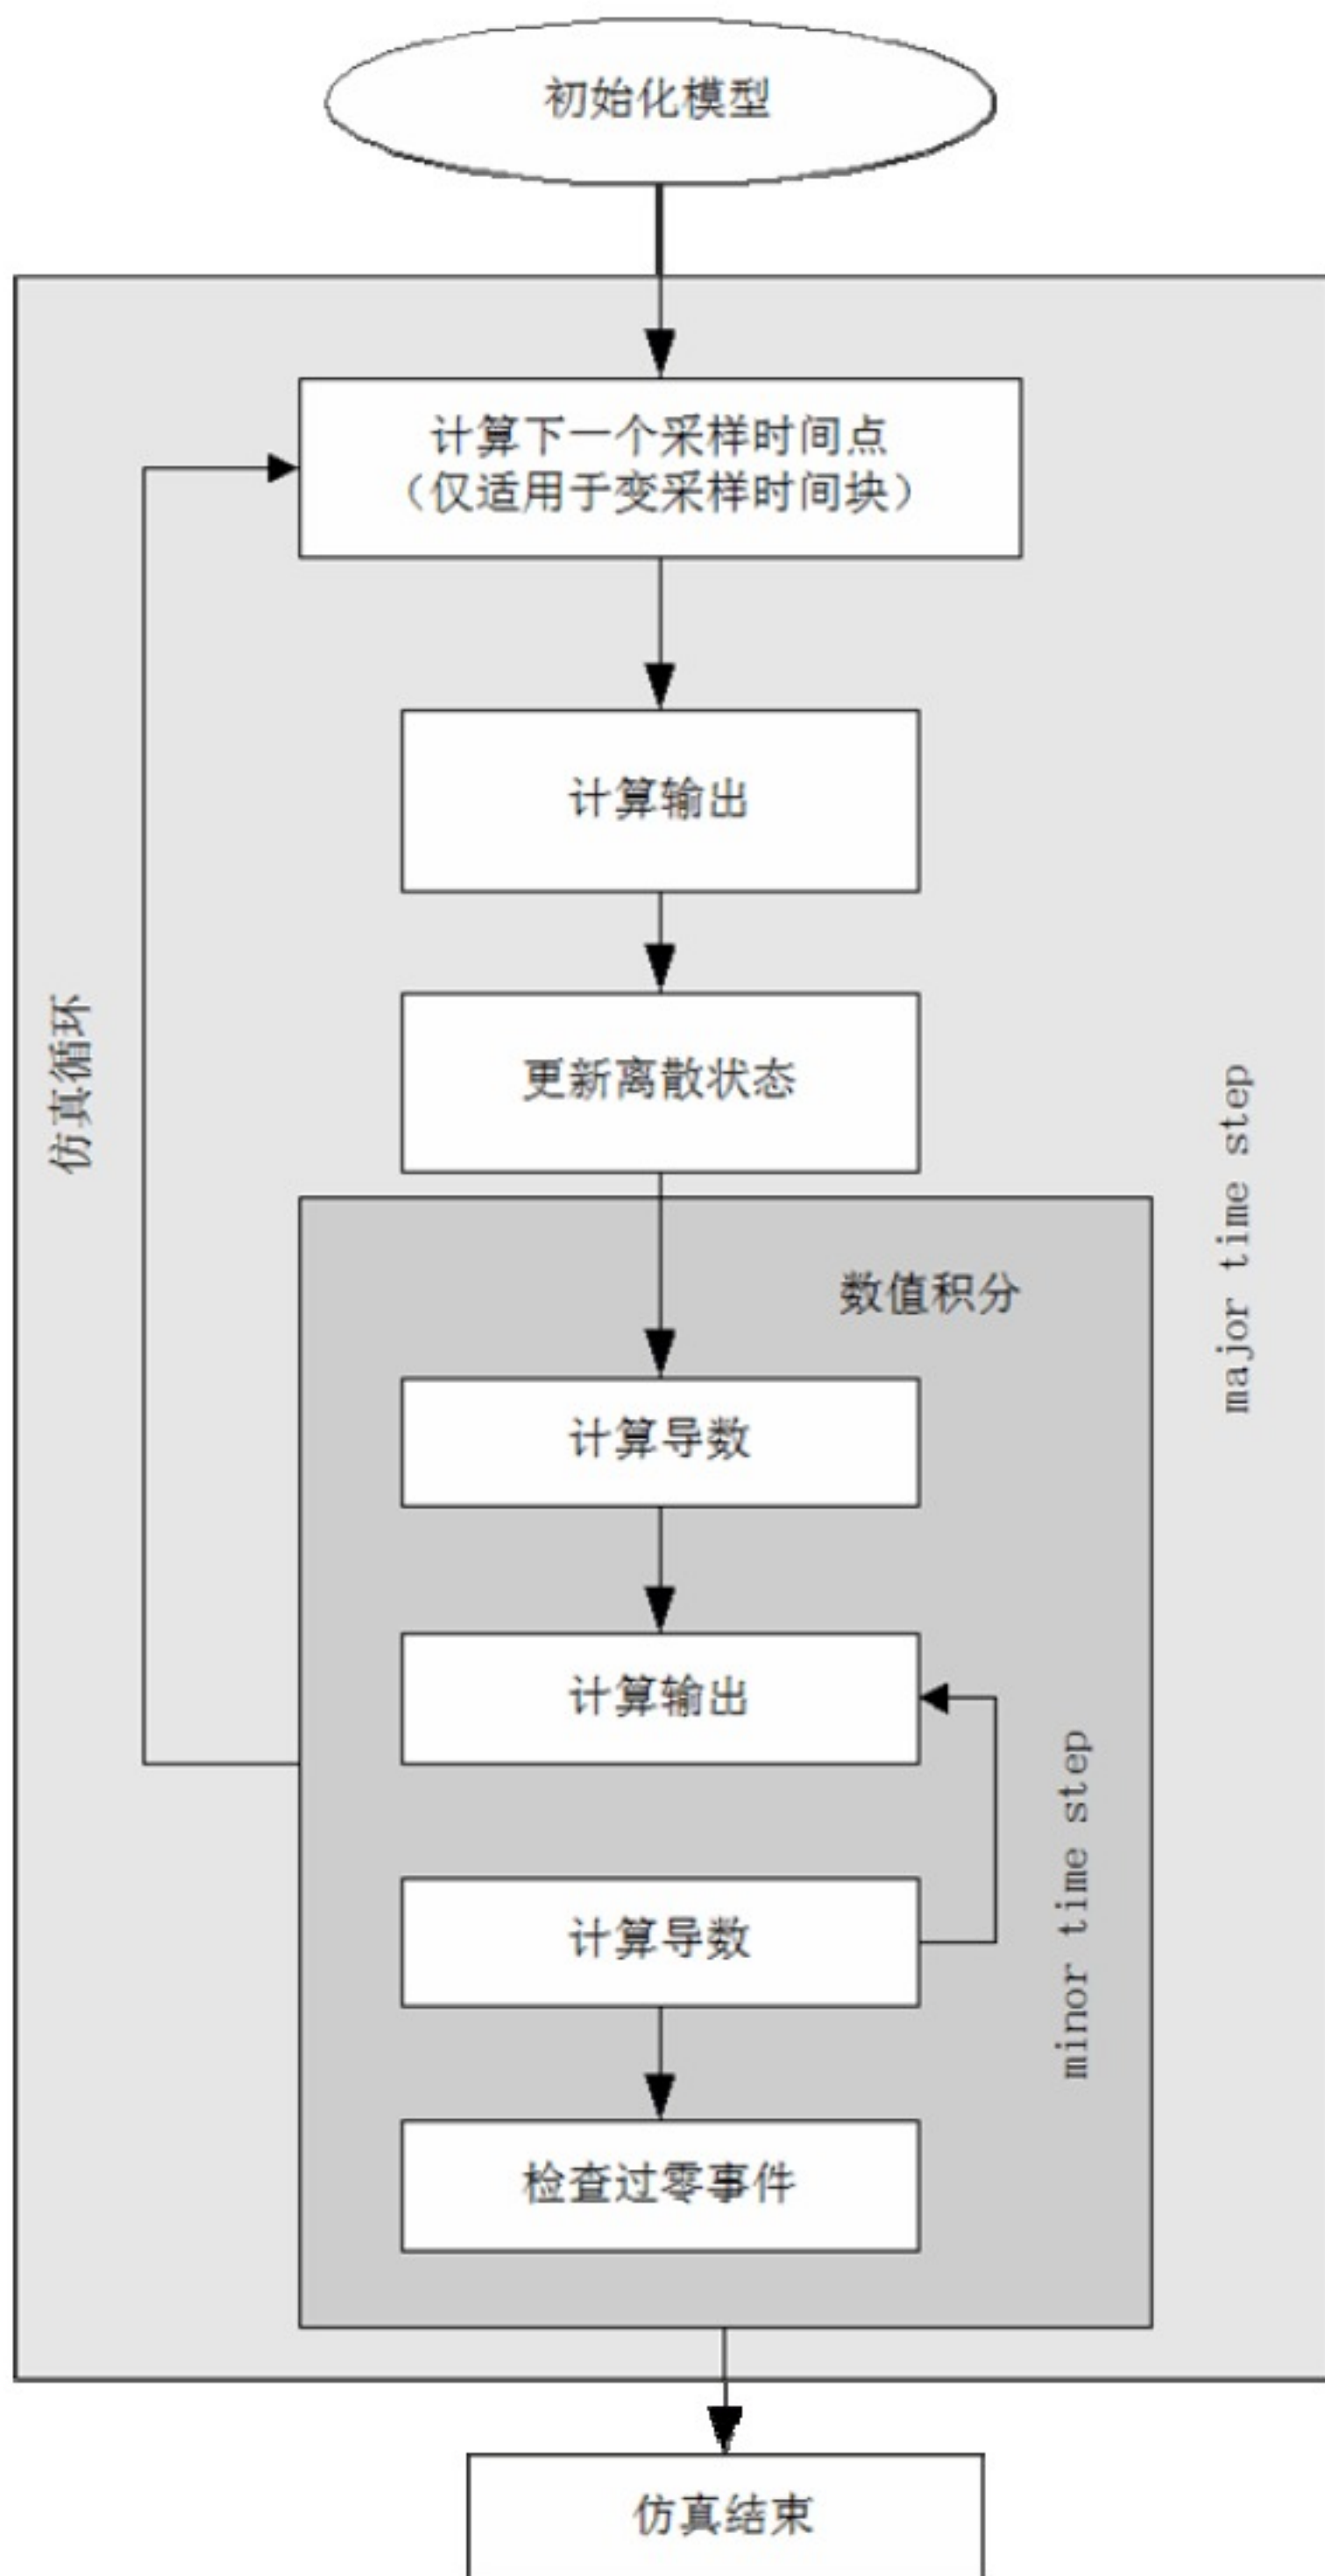 初始化模型
计算下一个采样时间点
（仅适用于变采样时间块）
计算输出
更新离散状态
仿真循环
major time step
数值积分
计算导数
计算输出
minor time step
计算导数
检查过零事件
仿真结束